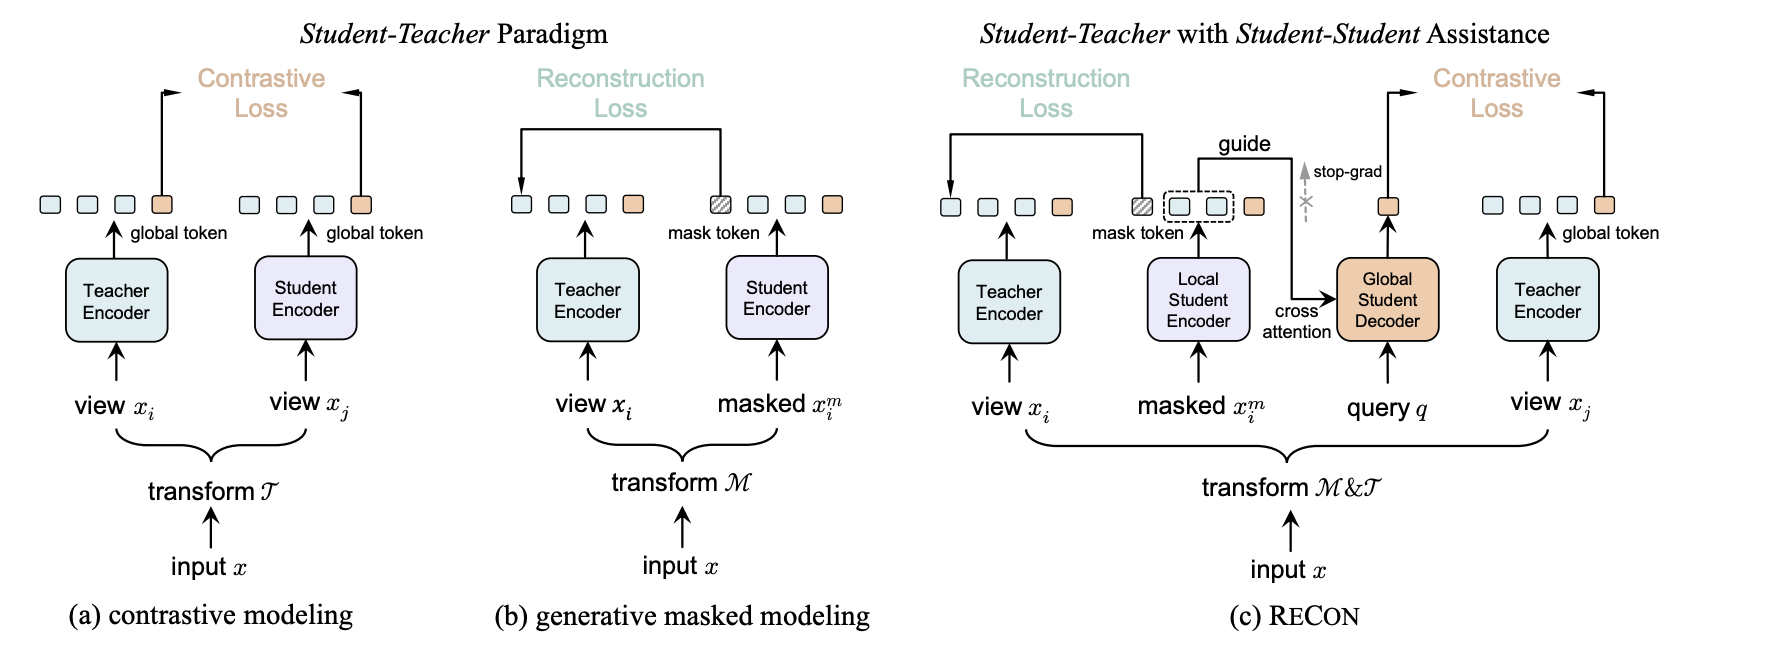 Student-Teacher Paradigm
Contrastive
Loss
global token
global token
Teacher
Encoder
Student
Encoder
view x_i
view x_j
transform 𝒯
input x
(a) contrastive modeling
Reconstruction
Loss
mask token
Teacher
Encoder
Student
Encoder
view x_i
masked x_i^m
transform ℳ
input x
(b) generative masked modeling
Student-Teacher with Student-Student Assistance
Reconstruction
Loss
Contrastive
Loss
guide
stop-grad
mask token
global token
Teacher
Encoder
Local
Student
Encoder
cross
attention
Global
Student
Decoder
Teacher
Encoder
view x_i
masked x_i^m
query q
view x_j
transform ℳ&𝒯
input x
(c) RECON